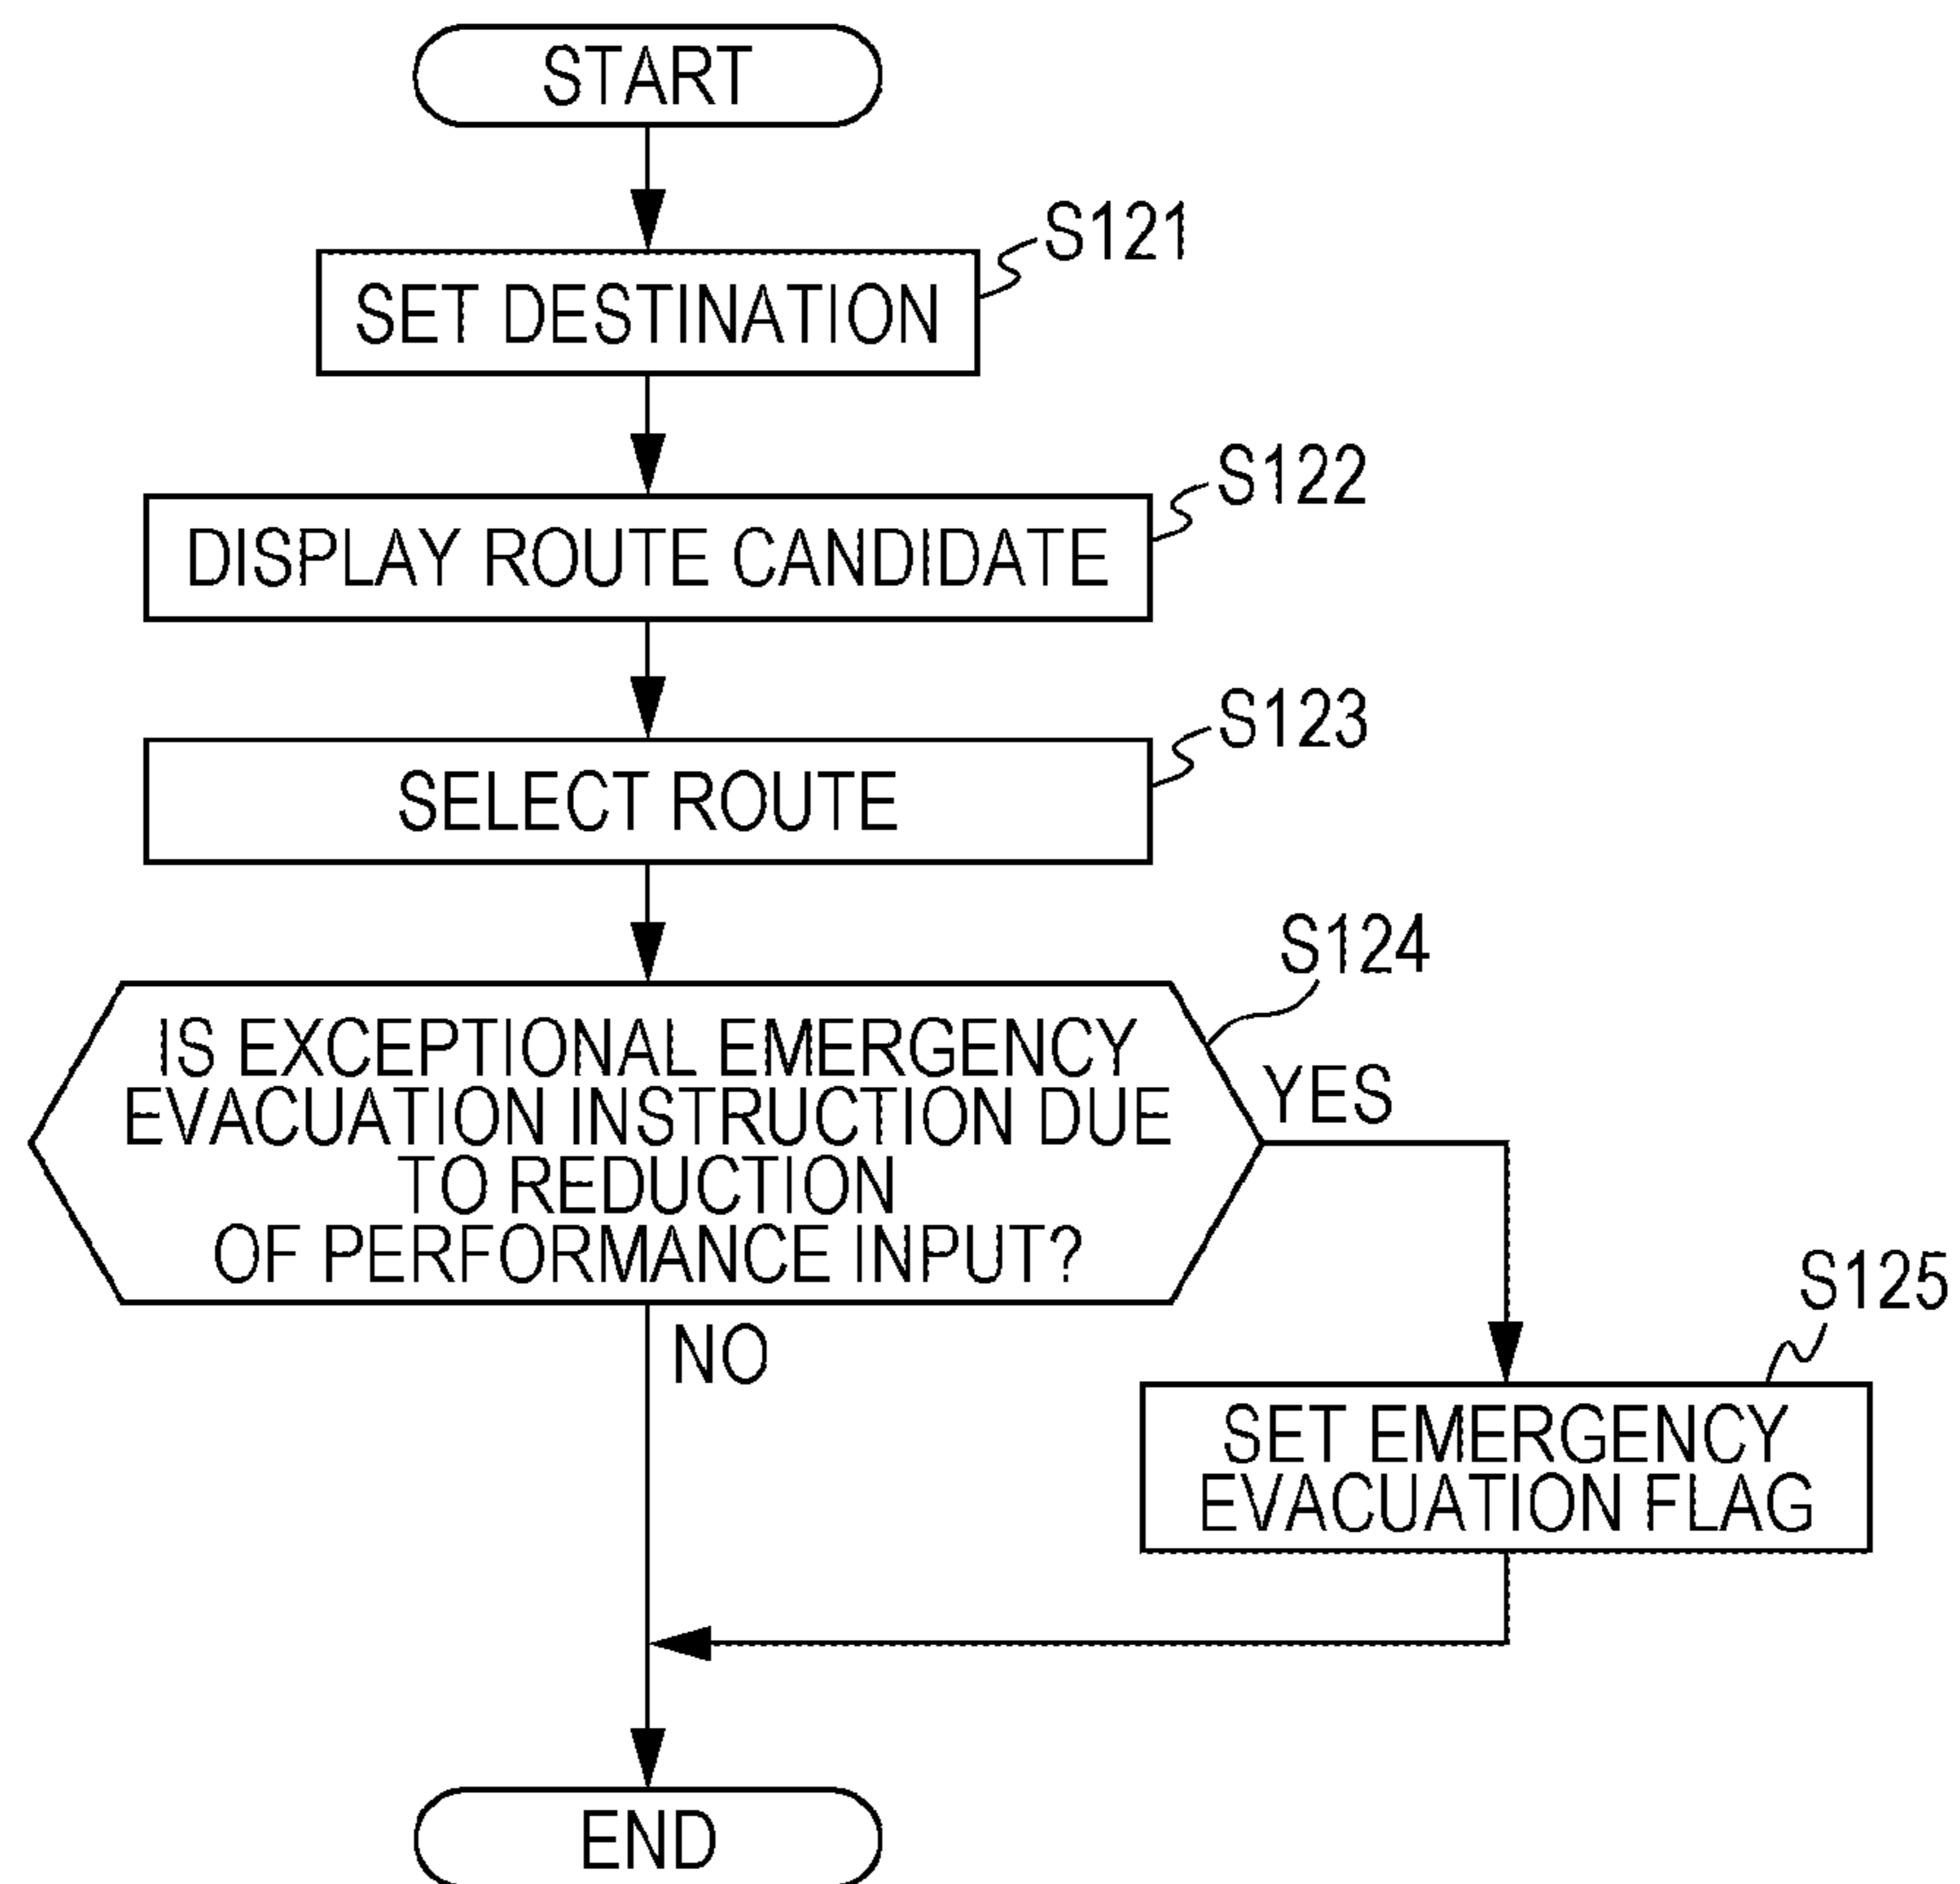 START
S121
SET DESTINATION
S122
DISPLAY ROUTE CANDIDATE
S123
SELECT ROUTE
S124
IS EXCEPTIONAL EMERGENCY
EVACUATION INSTRUCTION DUE
TO REDUCTION
OF PERFORMANCE INPUT?
YES
NO
S125
SET EMERGENCY
EVACUATION FLAG
END